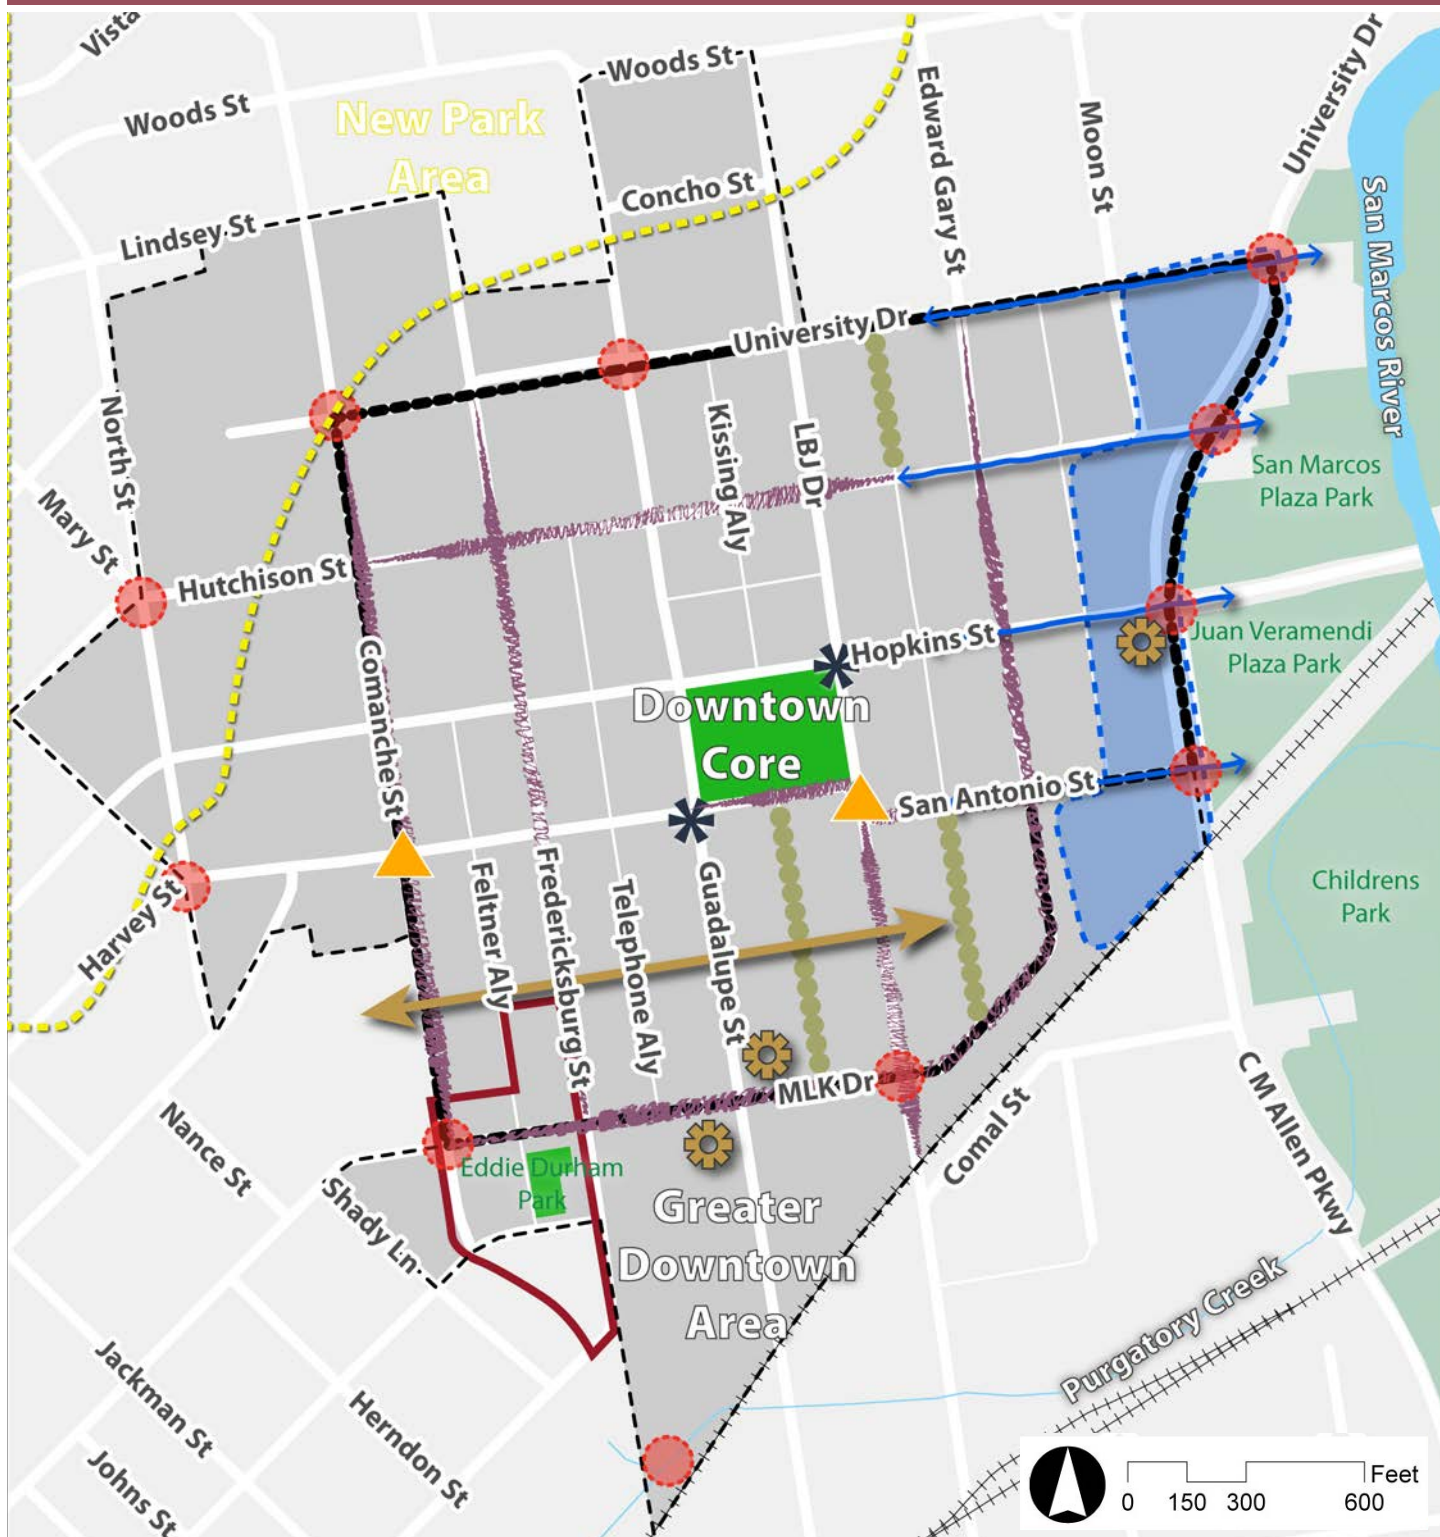 Vista
Woods St
Woods St
New Park
Area
Concho St
Lindsey St
Edward Gary St
Moon St
University Dr
San Marcos River
University Dr
North St
Mary St
Kissing Aly
LBJ Dr
San Marcos
Plaza Park
Hutchison St
Comanche St
Hopkins St
Juan Veramendi
Plaza Park
Downtown
Core
San Antonio St
Harvey St
Feltner Aly
Fredericksburg St
Telephone Aly
Guadalupe St
Childrens
Park
MLK Dr
Nance St
Comal St
C M Allen Pkwy
Eddie Durham
Park
Shady Ln
Greater
Downtown
Area
Purgatory Creek
Jackman St
Herndon St
Johns St
Feet
0 150 300 600